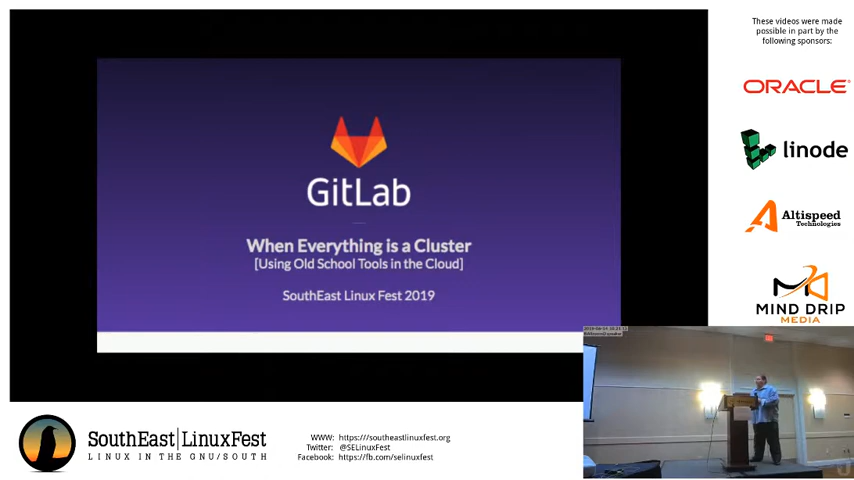 GitLab
When Everything is a Cluster
[Using Old School Tools in the Cloud]
SouthEast Linux Fest 2019
These videos were made
possible in part by the
following sponsors:
ORACLE®
linode
Altispeed
Technologies
MIND DRIP
MEDIA
SouthEast|LinuxFest
LINUX IN THE GNU/SOUTH
WWW: https://southeastlinuxfest.org
Twitter: @SELinuxFest
Facebook: https://fb.com/selinuxfest